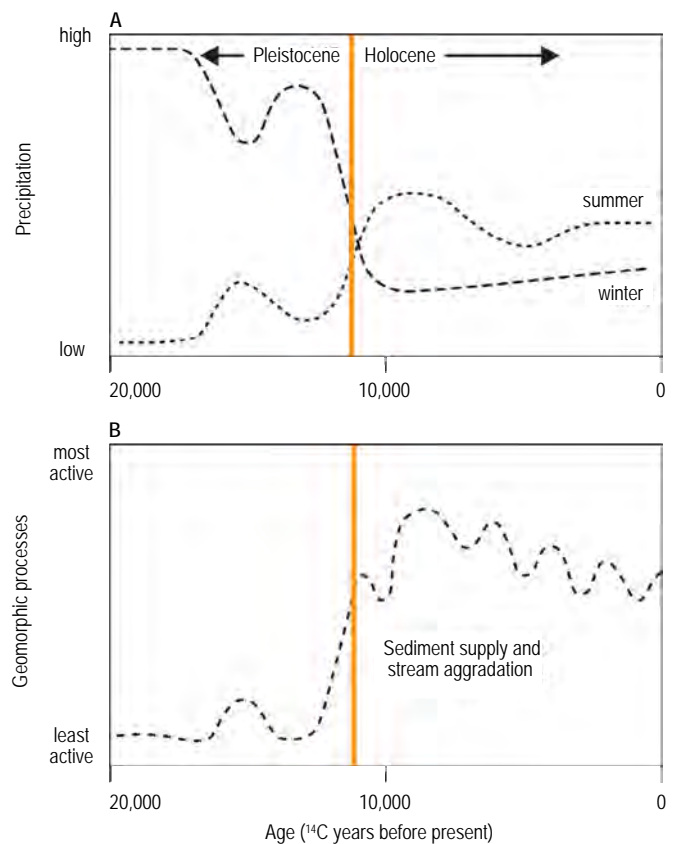 A
high
Pleistocene
Holocene
Precipitation
summer
winter
low
20,000
10,000
0
B
most
active
Geomorphic processes
Sediment supply and
stream aggradation
least
active
20,000
10,000
0
Age (¹⁴C years before present)